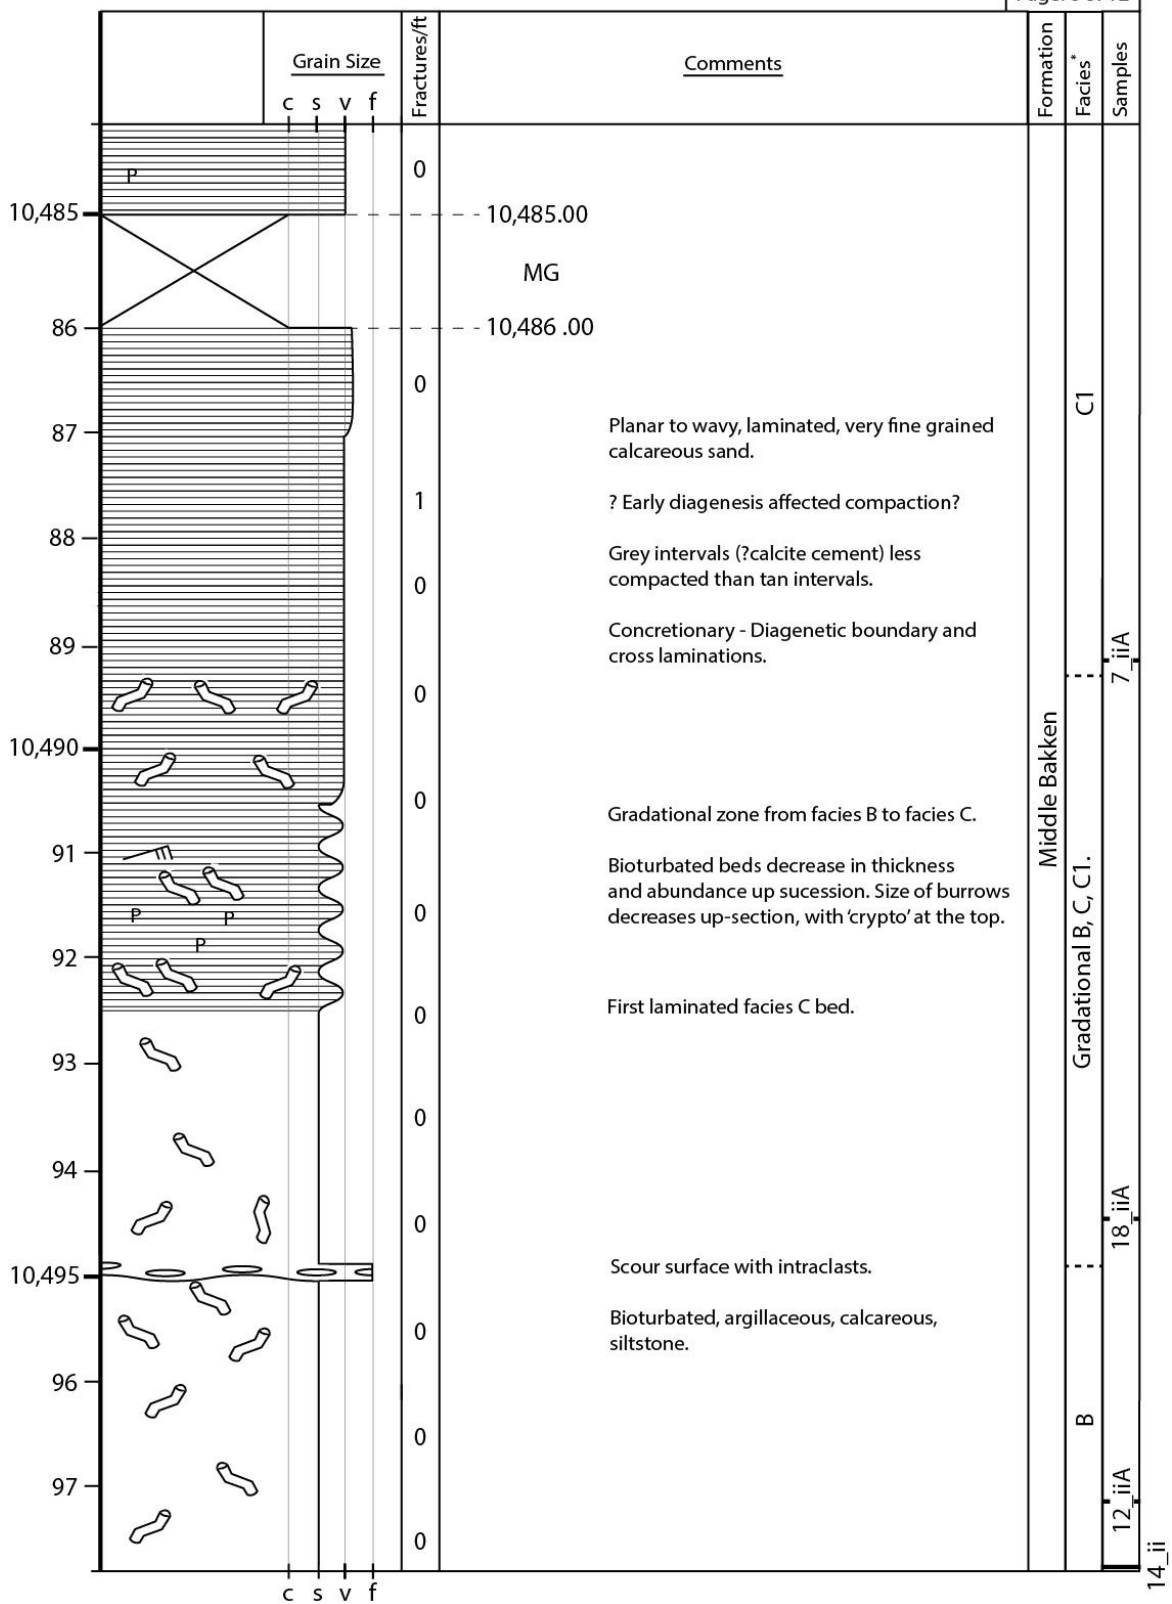 Grain Size
c s v f
Fractures/ft
Comments
Formation
Facies*
Samples
P
0
10,485
10,485.00
MG
86
10,486 .00
0
C1
Planar to wavy, laminated, very fine grained
calcareous sand.
87
1
? Early diagenesis affected compaction?
88
Grey intervals (?calcite cement) less
compacted than tan intervals.
0
Concretionary - Diagenetic boundary and
cross laminations.
89
7_iiA
0
10,490
Middle Bakken
0
Gradational zone from facies B to facies C.
91
Bioturbated beds decrease in thickness
and abundance up sucession. Size of burrows
decreases up-section, with 'crypto' at the top.
P
P
0
P
Gradational B, C, C1.
92
First laminated facies C bed.
0
93
0
94
0
18_iiA
Scour surface with intraclasts.
10,495
Bioturbated, argillaceous, calcareous,
siltstone.
0
96
B
0
97
12_iiA
0
14_ii
c s v f